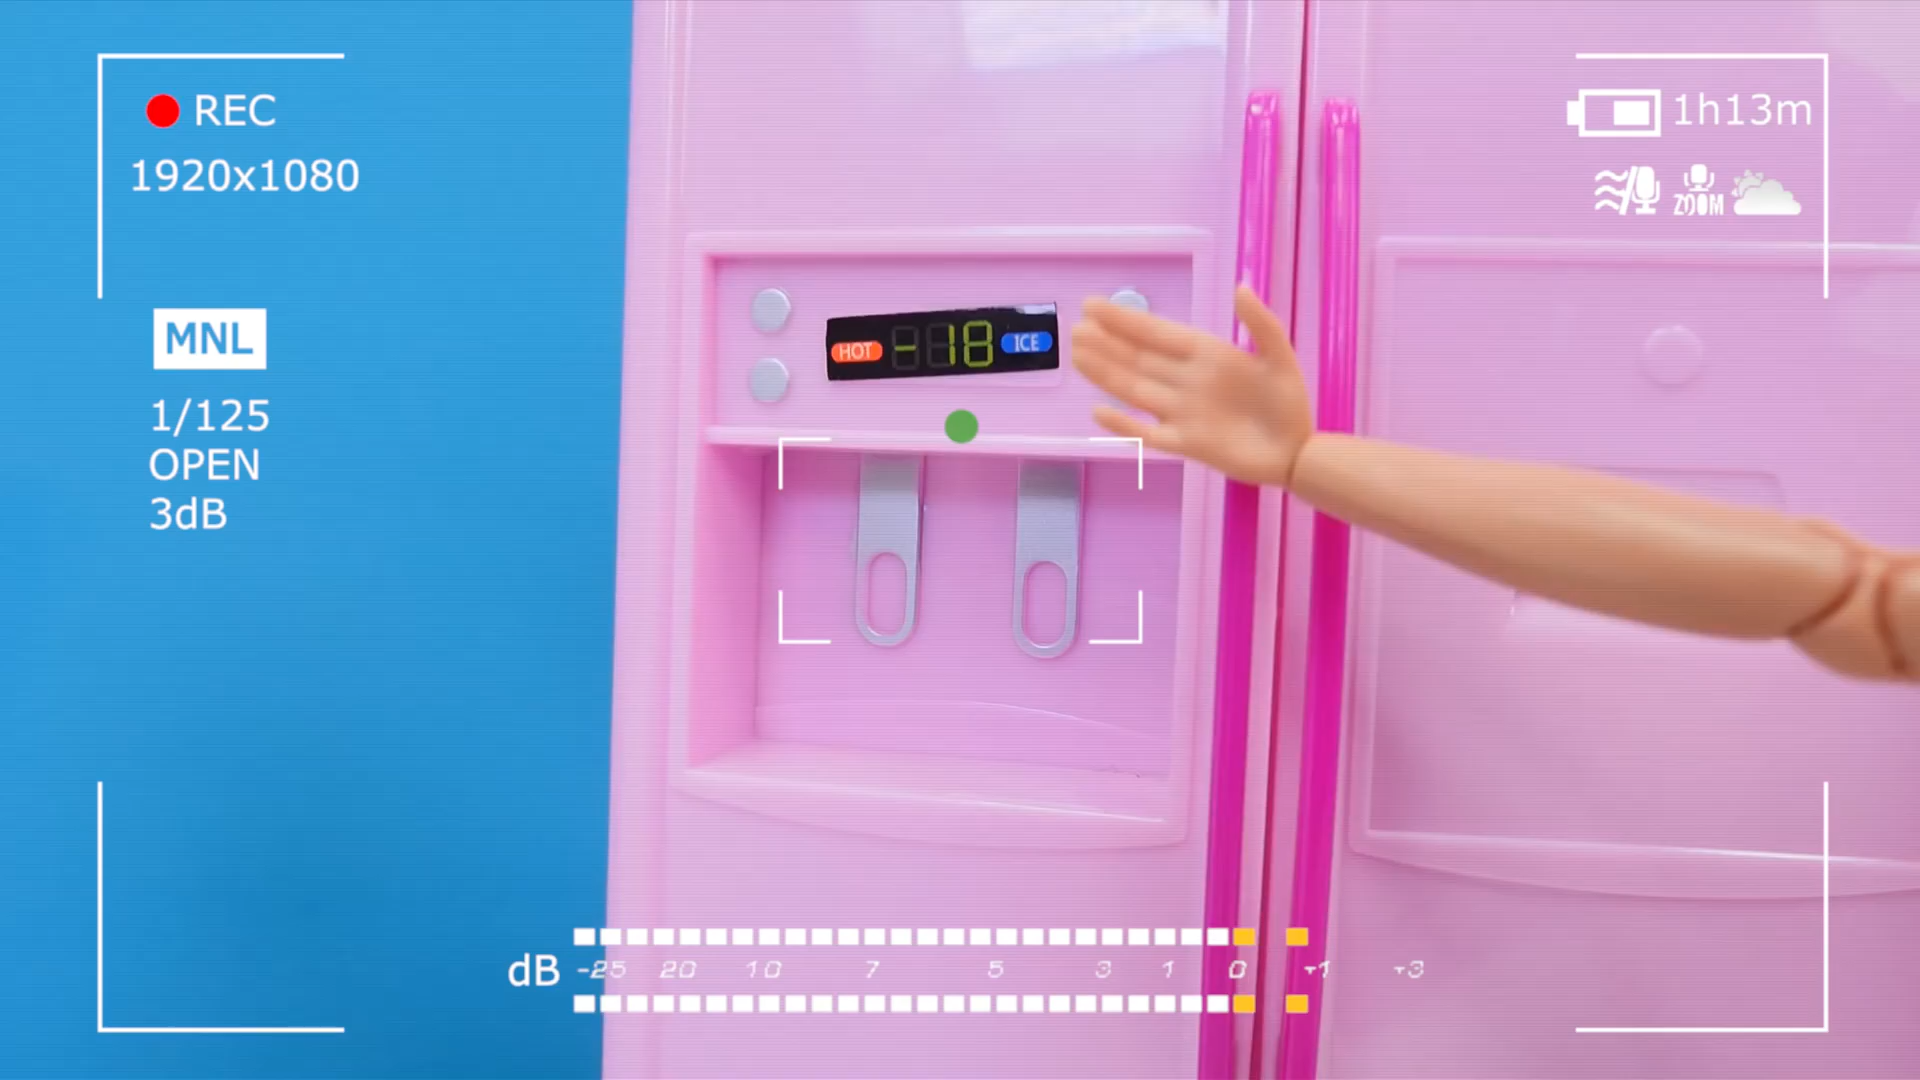 REC
1h13m
1920x1080
ZOOM
MNL
HOT -18 ICE
1/125
OPEN
3dB
dB -25 20 10 7 5 3 1 0 +1 +3